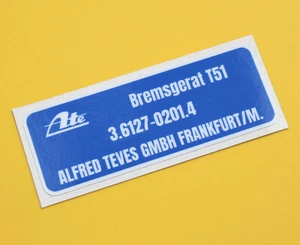 Ate
Bremsgerat T51
3.6127-0201.4
ALFRED TEVES GMBH FRANKFURT/M.